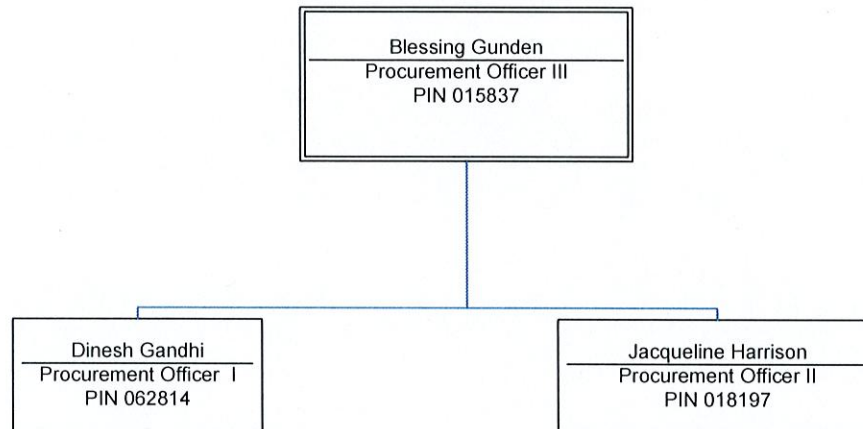 Blessing Gunden
Procurement Officer III
PIN 015837
Dinesh Gandhi
Procurement Officer I
PIN 062814
Jacqueline Harrison
Procurement Officer II
PIN 018197